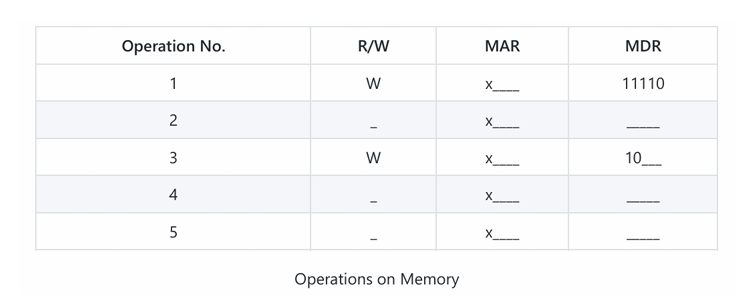 Operation No. R/W MAR MDR
1 W x____ 11110
2 _ x____ _____
3 W x____ 10___
4 _ x____ _____
5 _ x____ _____
Operations on Memory